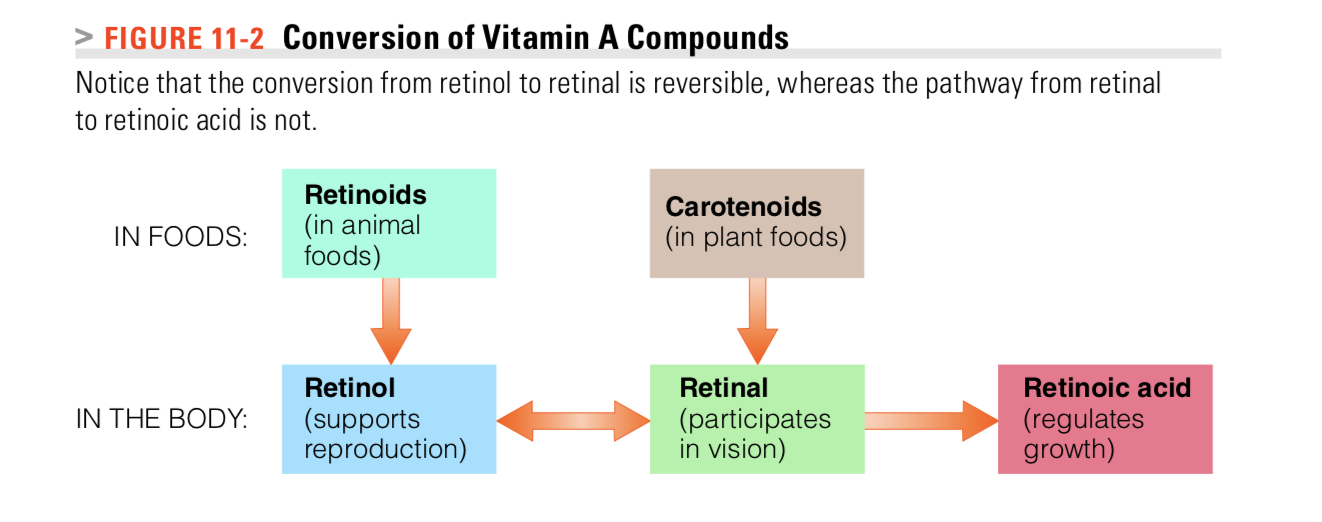 > FIGURE 11-2 Conversion of Vitamin A Compounds
Notice that the conversion from retinol to retinal is reversible, whereas the pathway from retinal
to retinoic acid is not.
IN FOODS:
Retinoids
(in animal
foods)
Carotenoids
(in plant foods)
IN THE BODY:
Retinol
(supports
reproduction)
Retinal
(participates
in vision)
Retinoic acid
(regulates
growth)